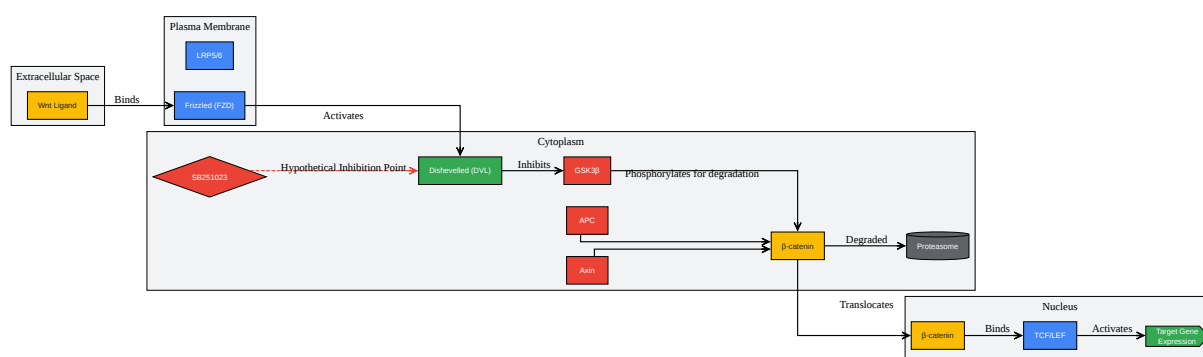 Plasma Membrane
LRP5/6
Extracellular Space
Wnt Ligand
Binds
Frizzled (FZD)
Activates
Cytoplasm
SB251023
Hypothetical Inhibition Point
Dishevelled (DVL)
Inhibits
GSK3β
Phosphorylates for degradation
APC
Axin
β-catenin
Degraded
Proteasome
Translocates
Nucleus
β-catenin
Binds
TCF/LEF
Activates
Target Gene
Expression